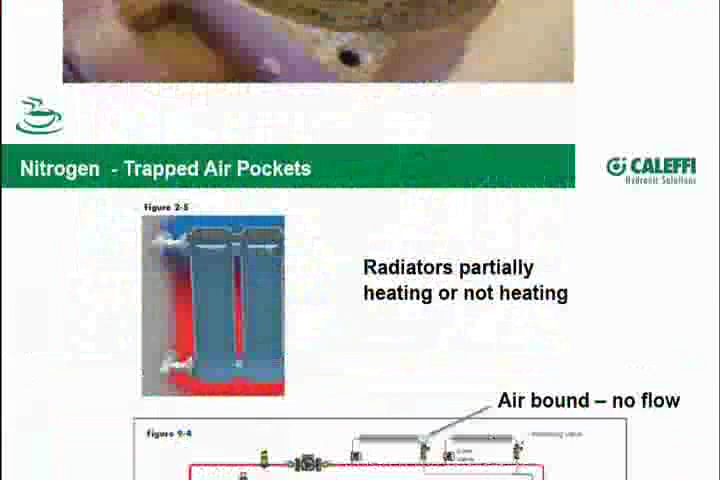 Nitrogen - Trapped Air Pockets
CALEFFI
Hydronic Solutions
Figure 2-5
Radiators partially
heating or not heating
Air bound – no flow
Figure 9-4
valve